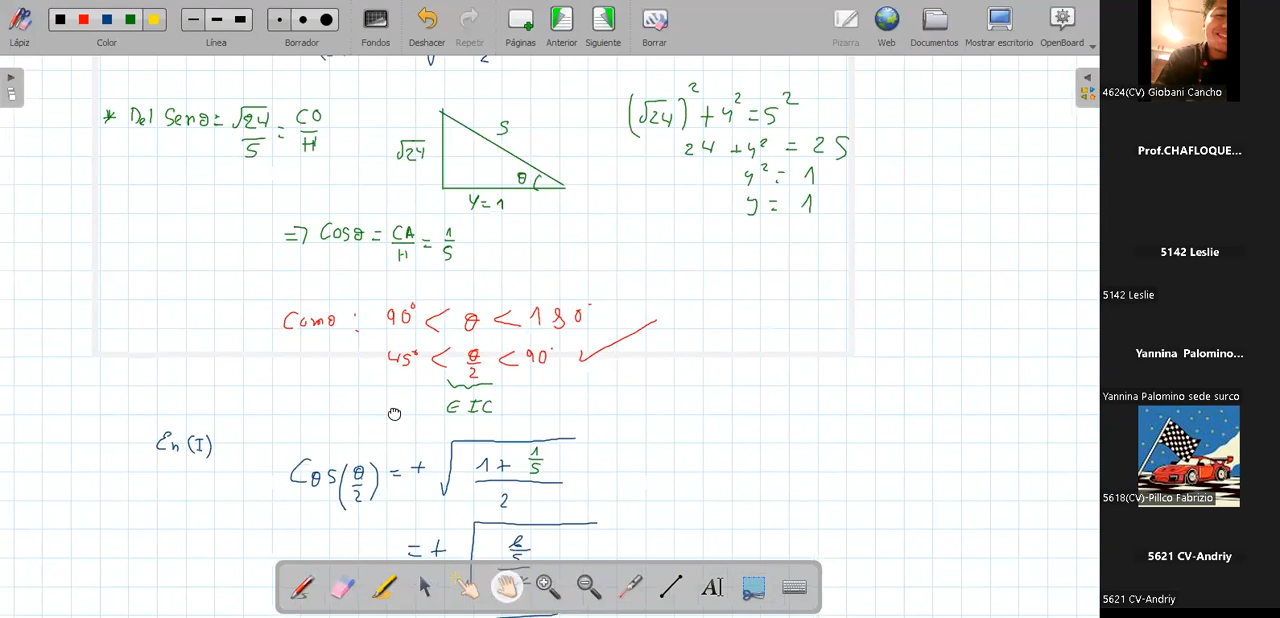 Lápiz Color Línea Borrador Fondos Deshacer Repetir Páginas Anterior Siguiente Borrar Pizarra Web Documentos Mostrar escritorio OpenBoard
* Del Senθ = √24/5 = CO/H
√24
5
θ
y = 1
(√24)² + y² = 5²
24 + y² = 25
y² = 1
y = 1
=> Cosθ = CA/H = 1/5
Como : 90° < θ < 180°
45° < θ/2 < 90°
∈ IC
En (I)
Cos(θ/2) = + √((1 + 1/5)/2)
= + √
4624(CV) Giobani Cancho
Prof.CHAFLOQUE...
5142 Leslie
5142 Leslie
Yannina Palomino...
Yannina Palomino sede surco
5618(CV)-Pillco Fabrizio
5621 CV-Andriy
5621 CV-Andriy